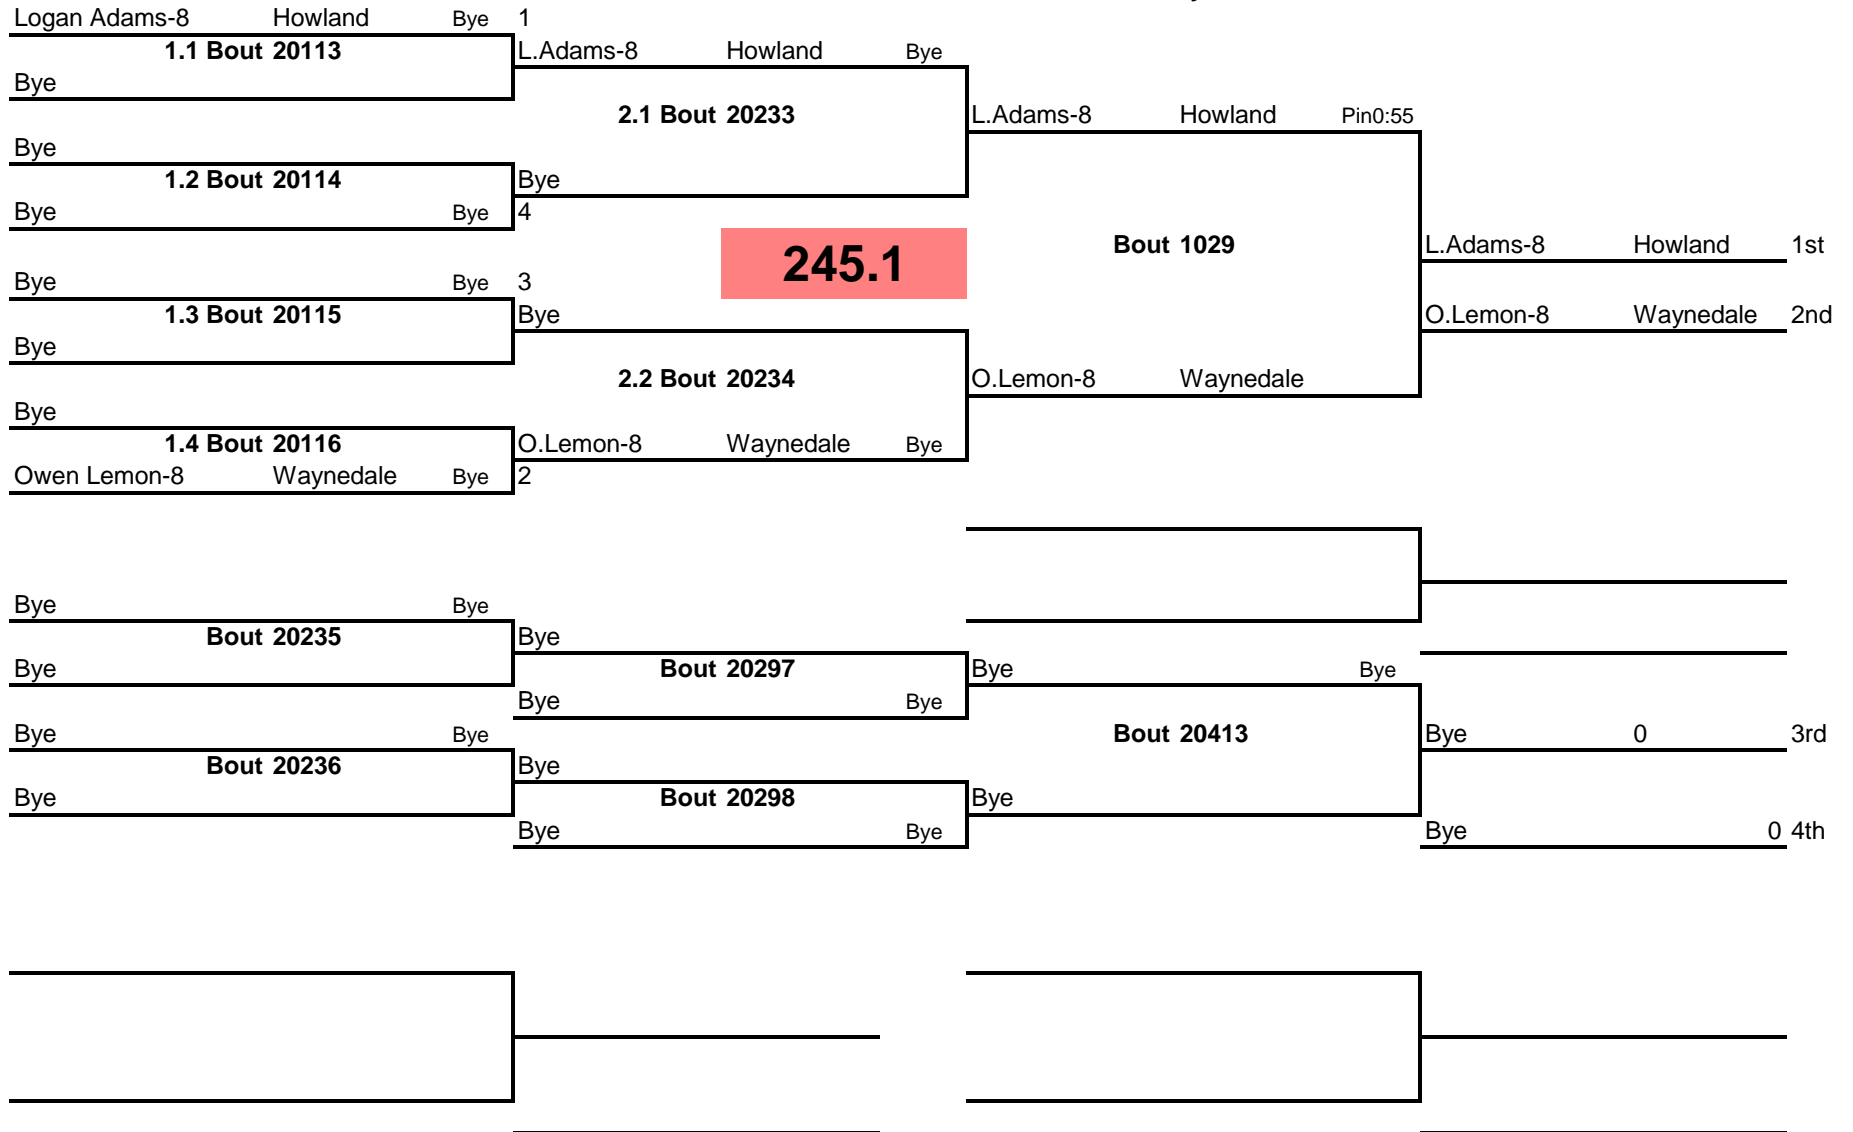 Logan Adams-8 Howland Bye 1
1.1 Bout 20113 L.Adams-8 Howland Bye
Bye
2.1 Bout 20233 L.Adams-8 Howland Pin0:55
Bye
1.2 Bout 20114 Bye
Bye Bye 4
245.1 Bout 1029 L.Adams-8 Howland 1st
Bye Bye 3
1.3 Bout 20115 Bye O.Lemon-8 Waynedale 2nd
Bye
2.2 Bout 20234 O.Lemon-8 Waynedale
Bye
1.4 Bout 20116 O.Lemon-8 Waynedale Bye
Owen Lemon-8 Waynedale Bye 2
Bye Bye
Bout 20235 Bye
Bye Bout 20297 Bye Bye
Bye Bye
Bye Bye Bout 20413 Bye 0 3rd
Bout 20236 Bye
Bye Bout 20298 Bye
Bye Bye Bye 0 4th